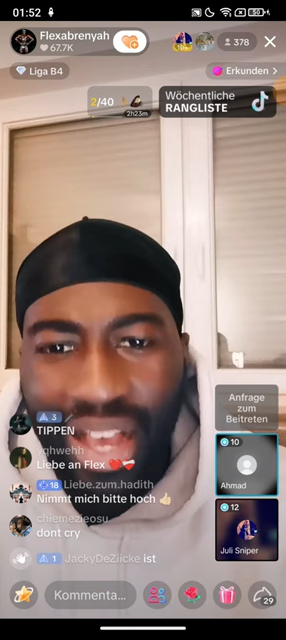 01:52
50
Flexabrenyah
67.7K
378
Liga B4
Erkunden >
2/40
2h23m
Wöchentliche
RANGLISTE
Anfrage
zum
Beitreten
3
TIPPEN
10
Liebe an Flex ❤️💝
Ahmad
18 Liebe.zum.hadith
Nimmt mich bitte hoch 👍🏼
12
chiemezieosu
dont cry
Juli Sniper
1 JackyDeZiicke ist
Kommenta...
29